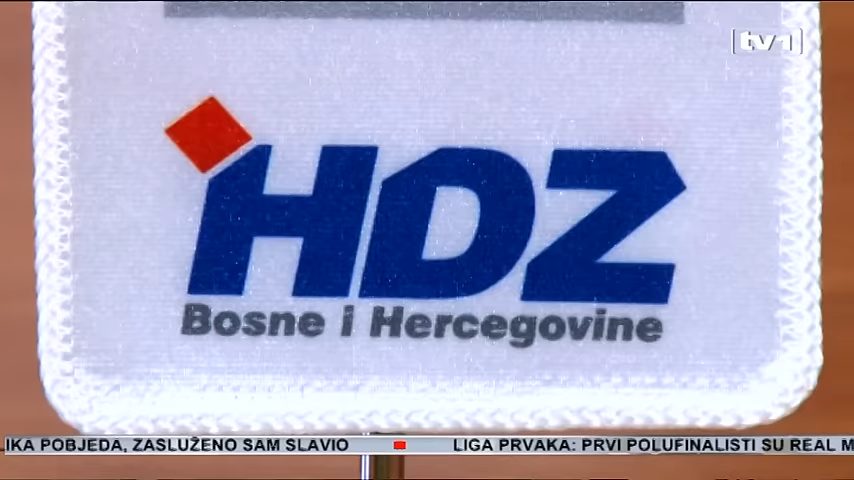 tv1
HDZ
Bosne i Hercegovine
IKA POBJEDA, ZASLUŽENO SAM SLAVIO LIGA PRVAKA: PRVI POLUFINALISTI SU REAL M